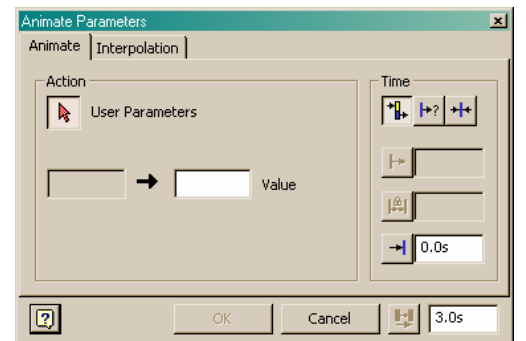 Animate Parameters
Animate
Interpolation
Action
User Parameters
Value
Time
?
0.0s
?
OK
Cancel
3.0s